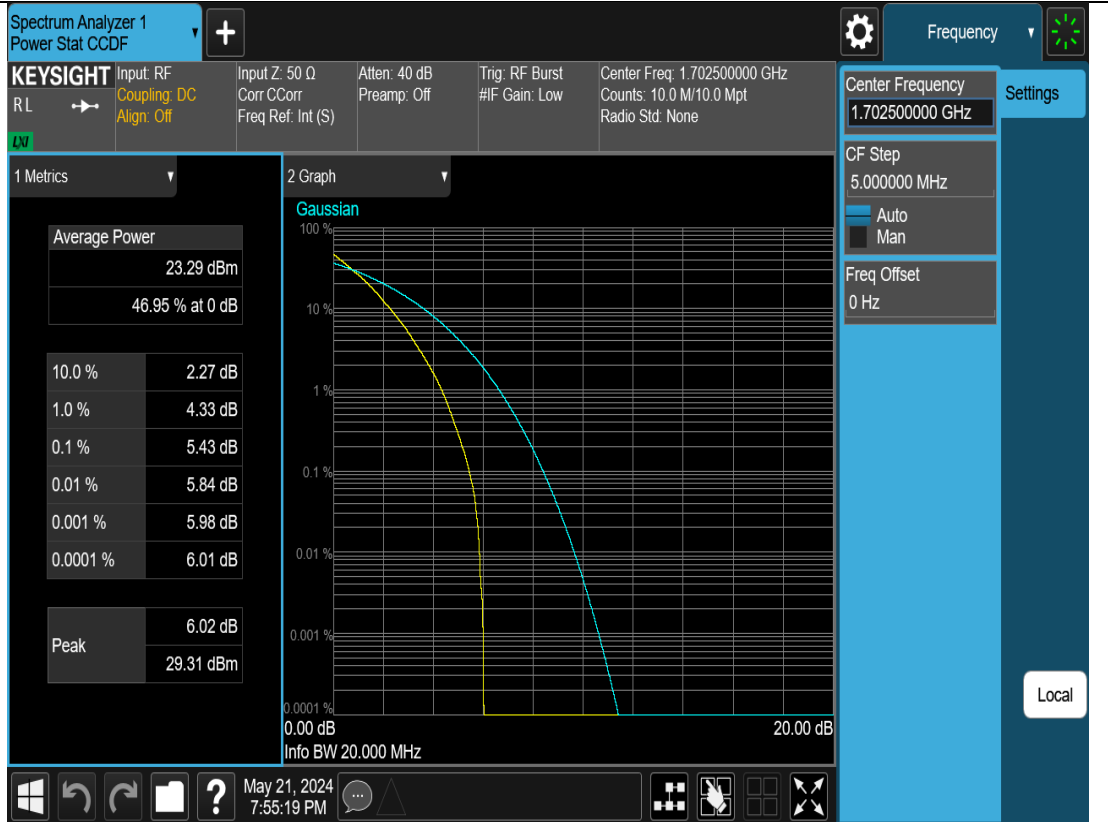 Spectrum Analyzer 1
Power Stat CCDF
+
Frequency
KEYSIGHT
R L
LXI
Input: RF
Coupling: DC
Align: Off
Input Z: 50 Ω
Corr CCorr
Freq Ref: Int (S)
Atten: 40 dB
Preamp: Off
Trig: RF Burst
#IF Gain: Low
Center Freq: 1.702500000 GHz
Counts: 10.0 M/10.0 Mpt
Radio Std: None
Center Frequency
1.702500000 GHz
Settings
CF Step
5.000000 MHz
Auto
Man
Freq Offset
0 Hz
Local
1 Metrics
Average Power
23.29 dBm
46.95 % at 0 dB
10.0 % 2.27 dB
1.0 % 4.33 dB
0.1 % 5.43 dB
0.01 % 5.84 dB
0.001 % 5.98 dB
0.0001 % 6.01 dB
Peak
6.02 dB
29.31 dBm
2 Graph
Gaussian
100 %
10 %
1 %
0.1 %
0.01 %
0.001 %
0.0001 %
0.00 dB 20.00 dB
Info BW 20.000 MHz
?
May 21, 2024
7:55:19 PM